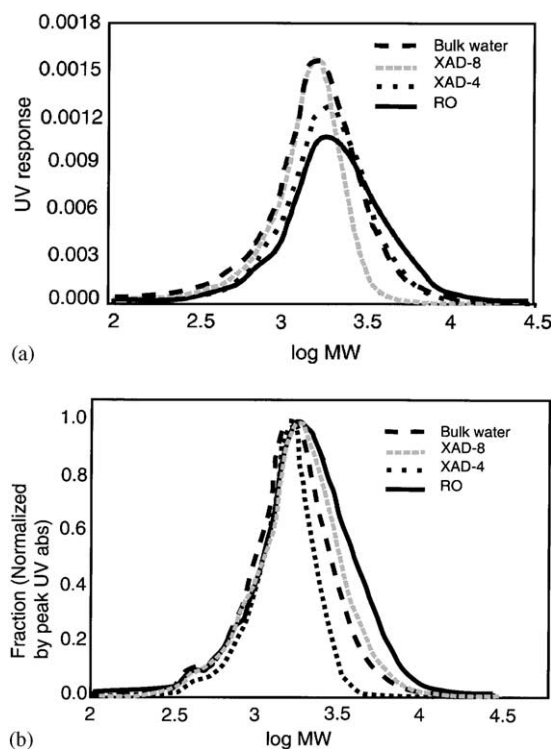 0.0018
0.0015
0.0012
0.009
0.006
0.003
0.000
UV response
Bulk water
XAD-8
XAD-4
RO
2 2.5 3 3.5 4 4.5
log MW
(a)
1.0
0.8
0.6
0.4
0.2
0.0
Fraction (Normalized
by peak UV abs)
Bulk water
XAD-8
XAD-4
RO
2 2.5 3 3.5 4 4.5
log MW
(b)